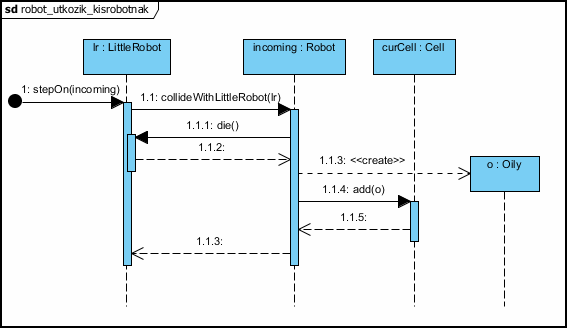 sd robot_utkozik_kisrobotnak
lr : LittleRobot
incoming : Robot
curCell : Cell
1: stepOn(incoming)
1.1: collideWithLittleRobot(lr)
1.1.1: die()
1.1.2:
1.1.3: <<create>>
o : Oily
1.1.4: add(o)
1.1.5:
1.1.3: